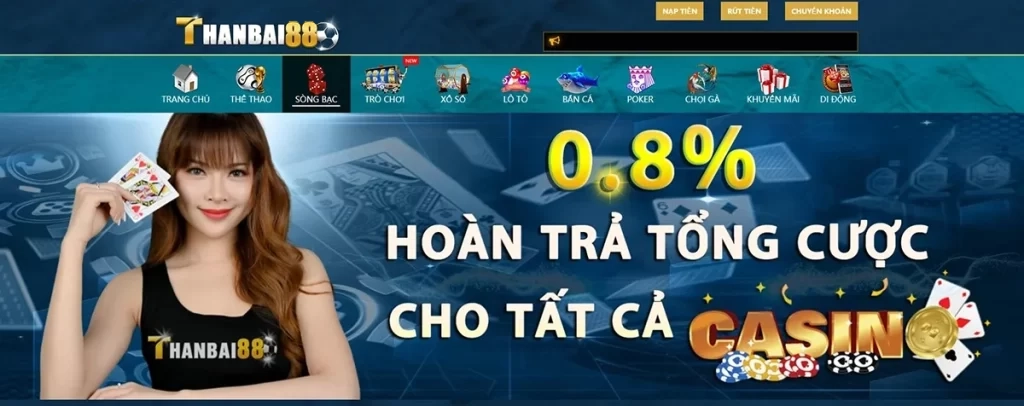 NẠP TIỀN RÚT TIỀN CHUYỂN KHOẢN
THANBAI88
NEW
TRANG CHỦ THỂ THAO SÒNG BẠC TRÒ CHƠI XỔ SỐ LÔ TÔ BẮN CÁ POKER CHỌI GÀ KHUYẾN MÃI DI ĐỘNG
0.8%
HOÀN TRẢ TỔNG CƯỢC
CHO TẤT CẢ CASINO
THANBAI88